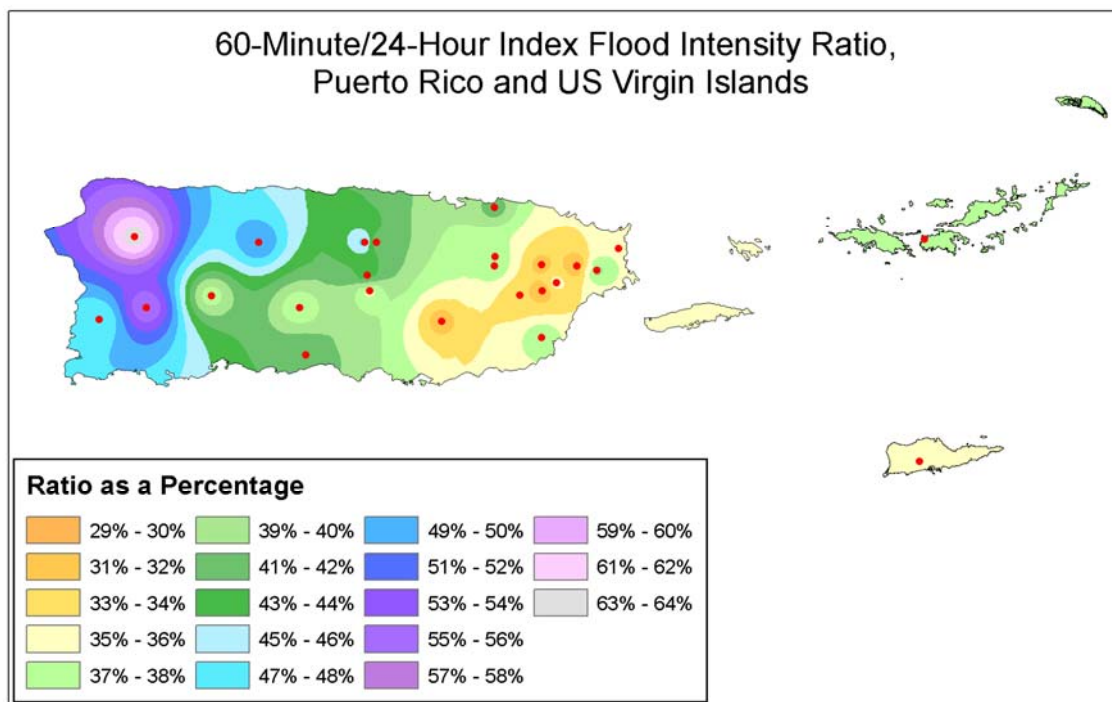 60-Minute/24-Hour Index Flood Intensity Ratio,
Puerto Rico and US Virgin Islands
Ratio as a Percentage
29% - 30%
31% - 32%
33% - 34%
35% - 36%
37% - 38%
39% - 40%
41% - 42%
43% - 44%
45% - 46%
47% - 48%
49% - 50%
51% - 52%
53% - 54%
55% - 56%
57% - 58%
59% - 60%
61% - 62%
63% - 64%